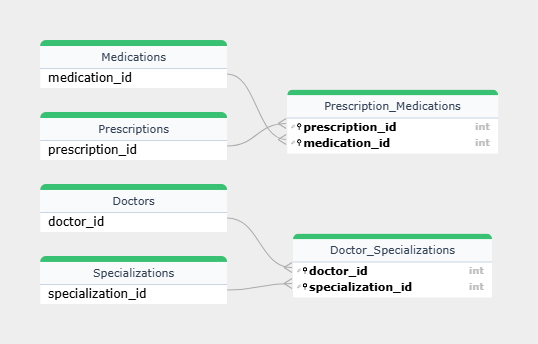 Medications
medication_id
Prescriptions
prescription_id
Doctors
doctor_id
Specializations
specialization_id
Prescription_Medications
prescription_id int
medication_id int
Doctor_Specializations
doctor_id int
specialization_id int